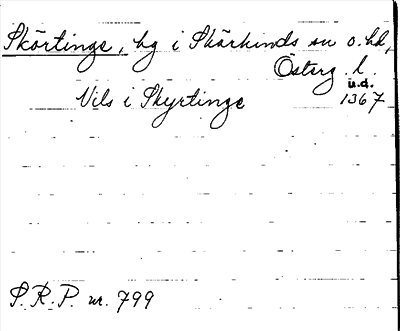 Skörtinge, by i Skärkinds sn o. hd,
Österg. l.
u.a.
Vils i Skyrtinge 1367
S.R.P. nr. 799